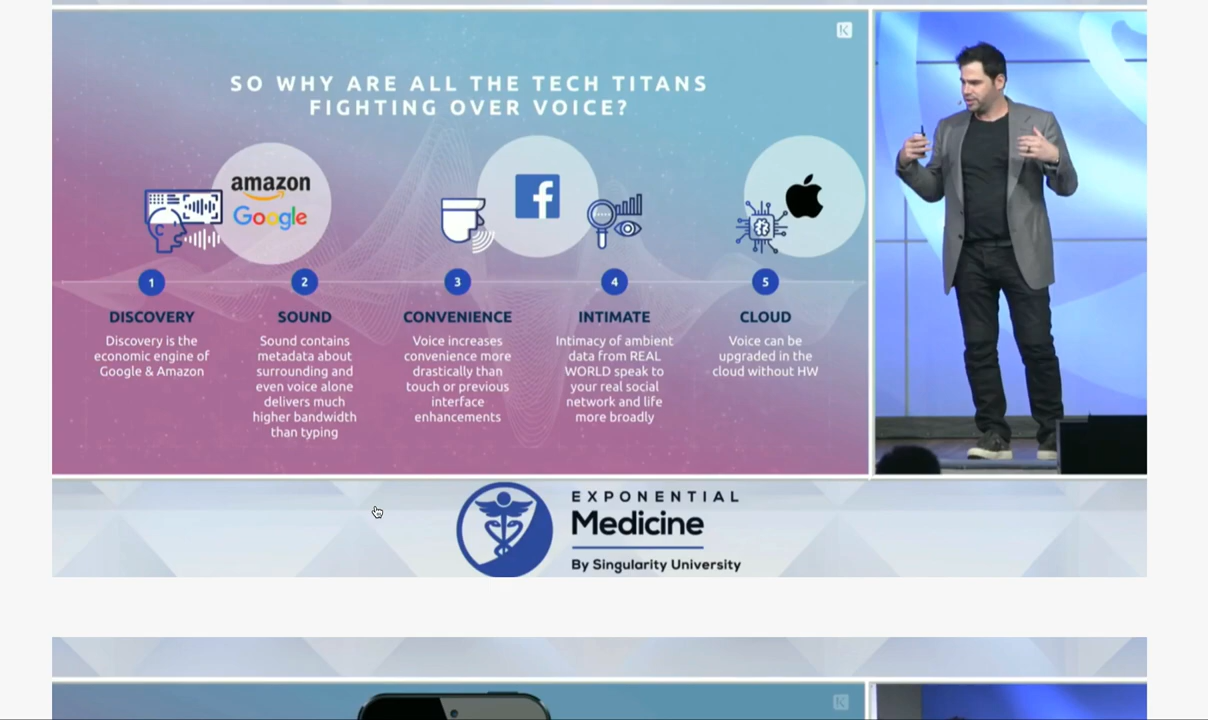 SO WHY ARE ALL THE TECH TITANS
FIGHTING OVER VOICE?
amazon
Google
1
DISCOVERY
Discovery is the
economic engine of
Google & Amazon
2
SOUND
Sound contains
metadata about
surrounding and
even voice alone
delivers much
higher bandwidth
than typing
3
CONVENIENCE
Voice increases
convenience more
drastically than
touch or previous
interface
enhancements
4
INTIMATE
Intimacy of ambient
data from REAL
WORLD speak to
your real social
network and life
more broadly
5
CLOUD
Voice can be
upgraded in the
cloud without HW
EXPONENTIAL
Medicine
By Singularity University